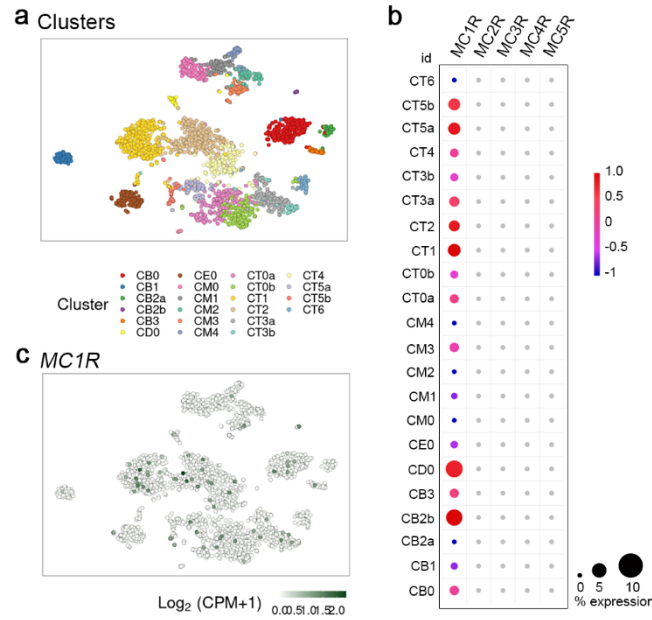 a Clusters
Cluster
CB0 CE0 CT0a CT4
CB1 CM0 CT0b CT5a
CB2a CM1 CT1 CT5b
CB2b CM2 CT2 CT6
CB3 CM3 CT3a
CD0 CM4 CT3b
c MC1R
Log2 (CPM+1)
0.00.51.01.52.0
b
id MC1R MC2R MC3R MC4R MC5R
CT6
CT5b
CT5a
CT4
CT3b
CT3a
CT2
CT1
CT0b
CT0a
CM4
CM3
CM2
CM1
CM0
CE0
CD0
CB3
CB2b
CB2a
CB1
CB0
1.0
0.5
0
-0.5
-1
0 5 10
% expression